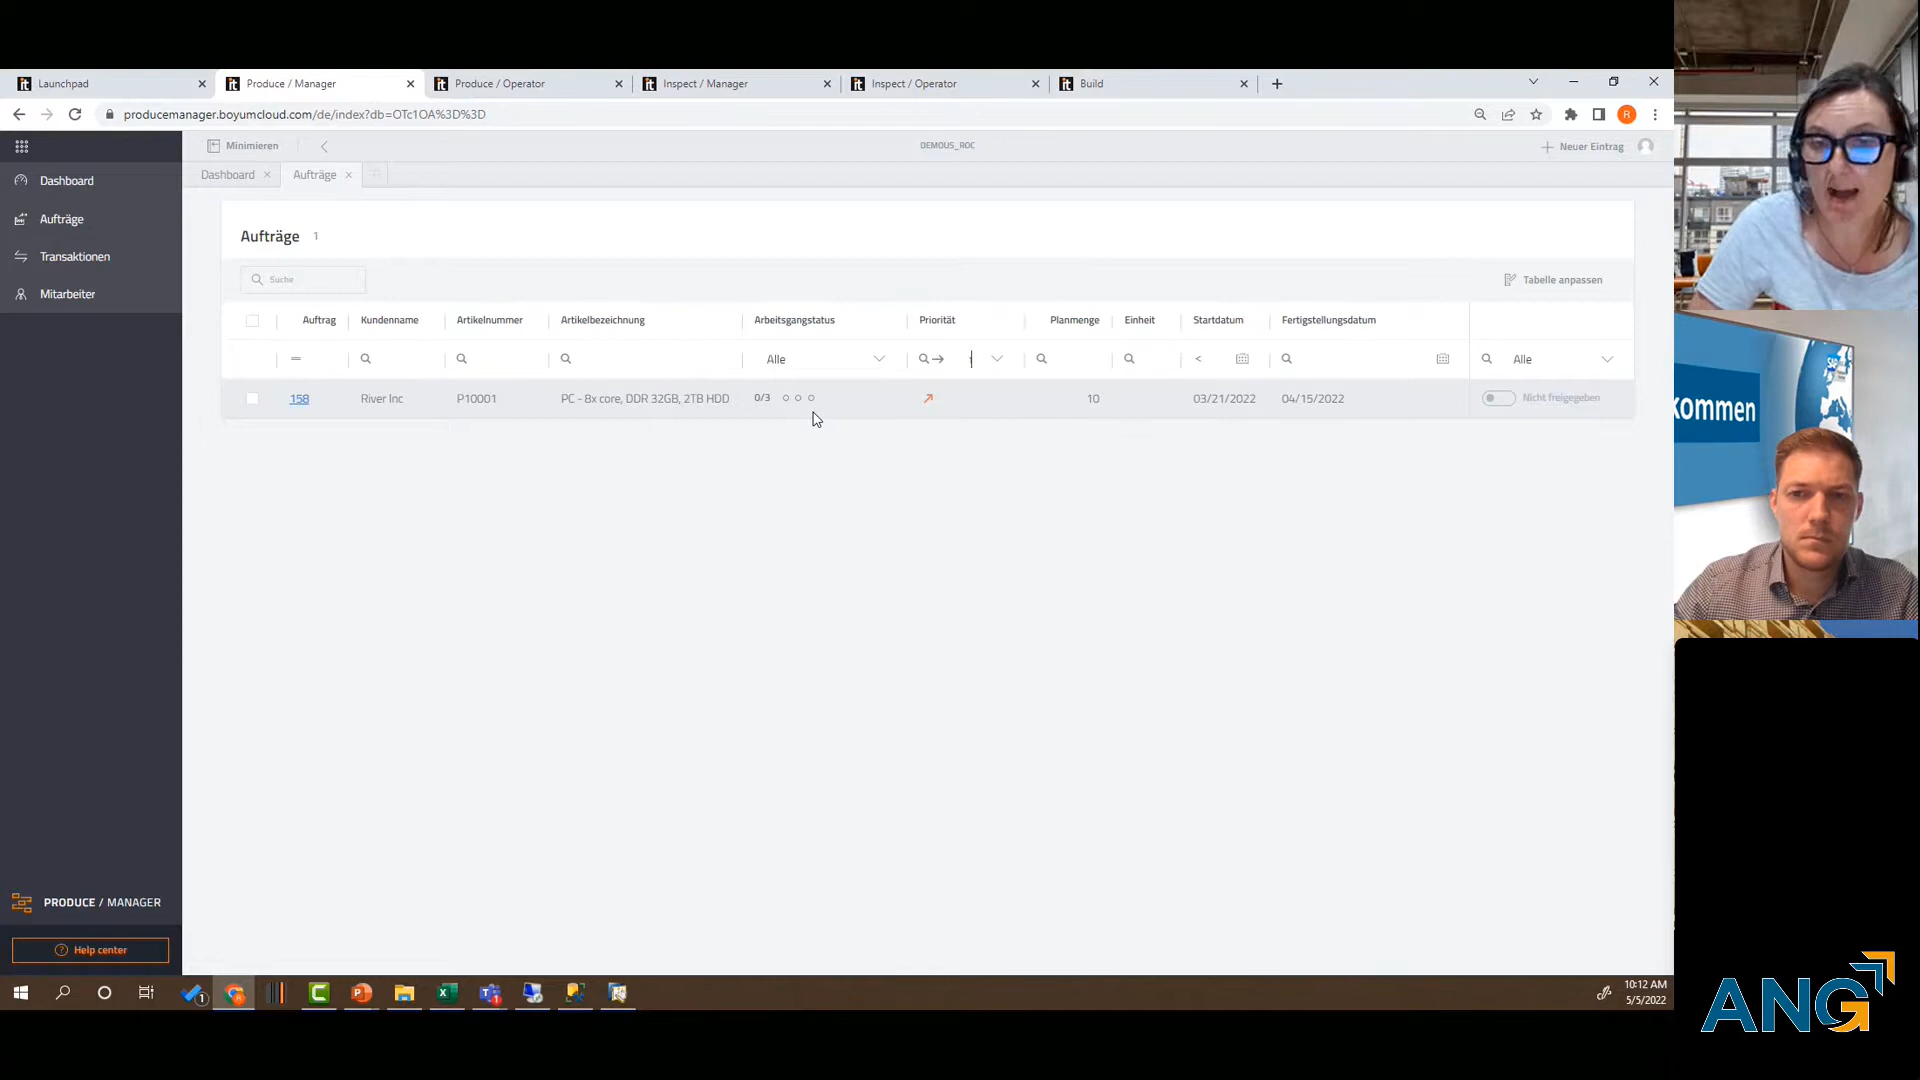 Launchpad
Produce / Manager
Produce / Operator
Inspect / Manager
Inspect / Operator
Build
producemanager.boyumcloud.com/de/index?db=OTc1OA%3D%3D
R
Minimieren
DEMOUS_ROC
Neuer Eintrag
Dashboard
Aufträge
Dashboard
Aufträge
Transaktionen
Mitarbeiter
Aufträge 1
Suche
Tabelle anpassen
Auftrag Kundenname Artikelnummer Artikelbezeichnung Arbeitsgangstatus Priorität Planmenge Einheit Startdatum Fertigstellungsdatum
= Alle < Alle
158 River Inc P10001 PC - 8x core, DDR 32GB, 2TB HDD 0/3 10 03/21/2022 04/15/2022 Nicht freigegeben
PRODUCE / MANAGER
Help center
10:12 AM
5/5/2022
SAP
kommen
ANG